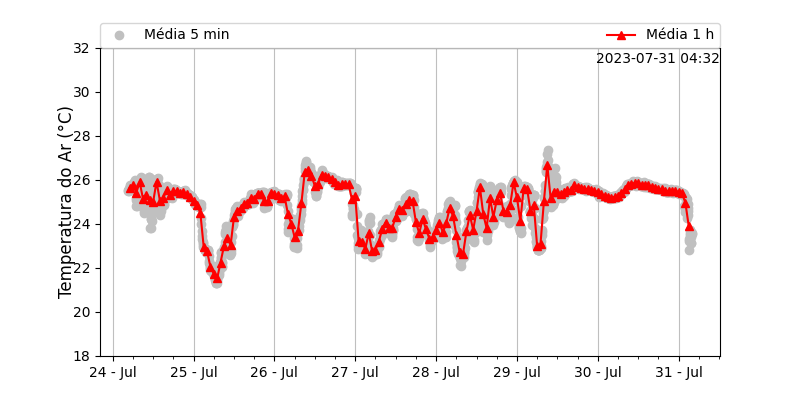 Média 5 min
Média 1 h
2023-07-31 04:32
Temperatura do Ar (°C)
32
30
28
26
24
22
20
18
24 - Jul
25 - Jul
26 - Jul
27 - Jul
28 - Jul
29 - Jul
30 - Jul
31 - Jul